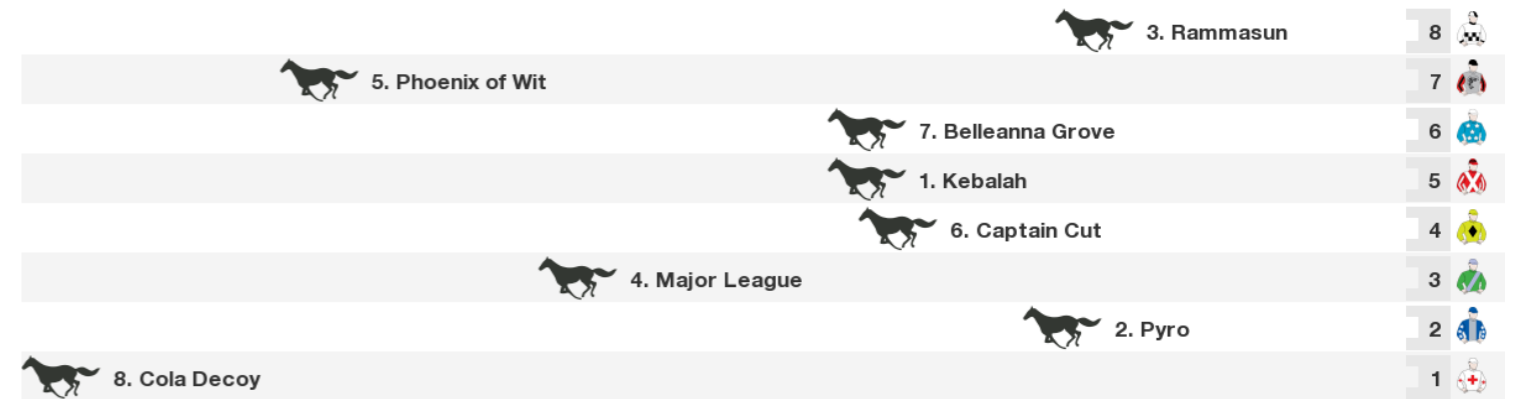 3. Rammasun 8
5. Phoenix of Wit 7
7. Belleanna Grove 6
1. Kebalah 5
6. Captain Cut 4
4. Major League 3
2. Pyro 2
8. Cola Decoy 1